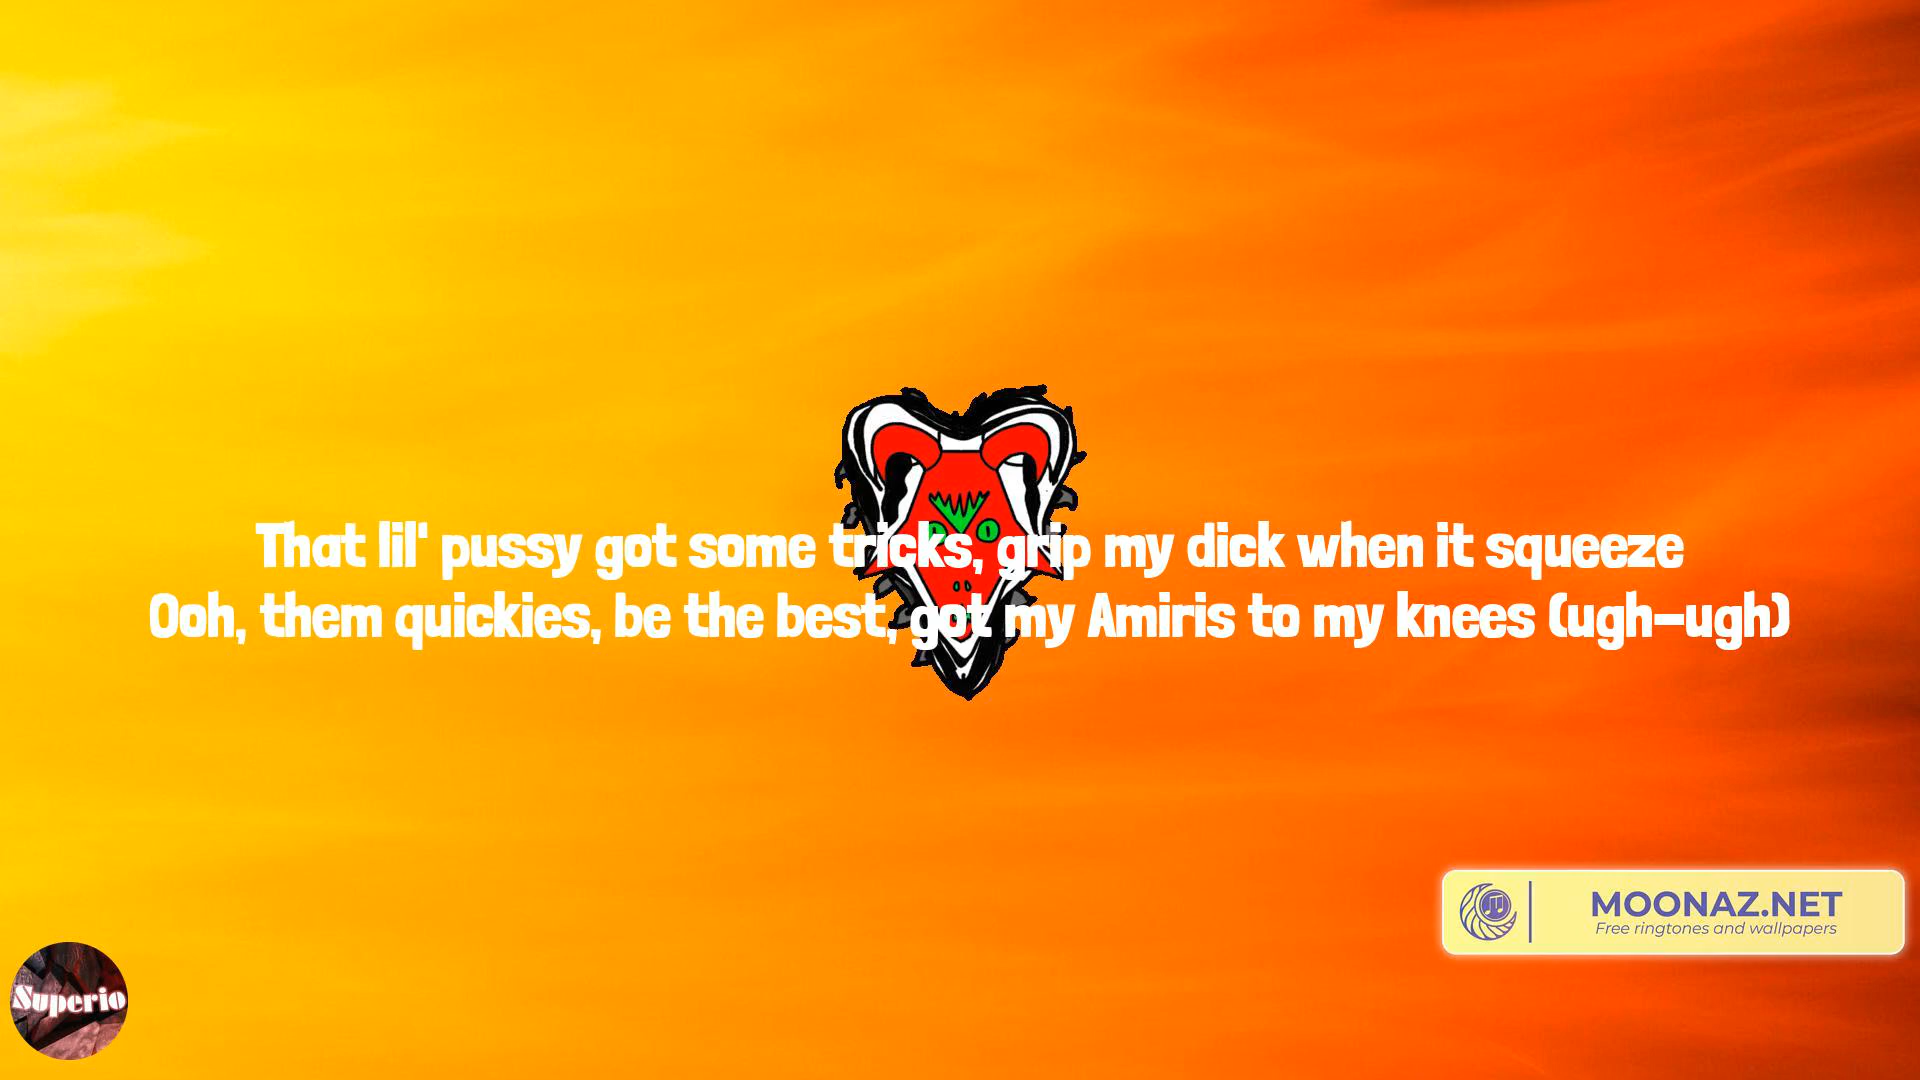 That lil' pussy got some tricks, grip my dick when it squeeze
Ooh, them quickies, be the best, got my Amiris to my knees (ugh-ugh)
MOONAZ.NET
Free ringtones and wallpapers
Superio